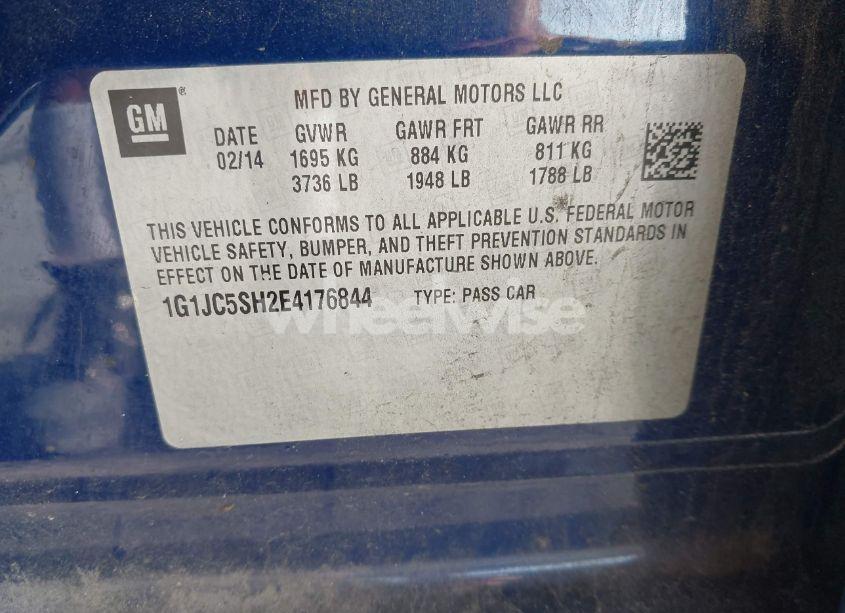 GM ®
MFD BY GENERAL MOTORS LLC
DATE GVWR GAWR FRT GAWR RR
02/14 1695 KG 884 KG 811 KG
3736 LB 1948 LB 1788 LB
THIS VEHICLE CONFORMS TO ALL APPLICABLE U.S. FEDERAL MOTOR
VEHICLE SAFETY, BUMPER, AND THEFT PREVENTION STANDARDS IN
EFFECT ON THE DATE OF MANUFACTURE SHOWN ABOVE.
1G1JC5SH2E4176844 TYPE: PASS CAR
wheelwise